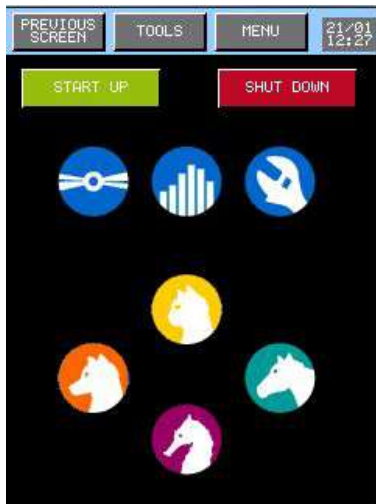 PREVIOUS
SCREEN
TOOLS
MENU
21/01
12:27
START UP
SHUT DOWN